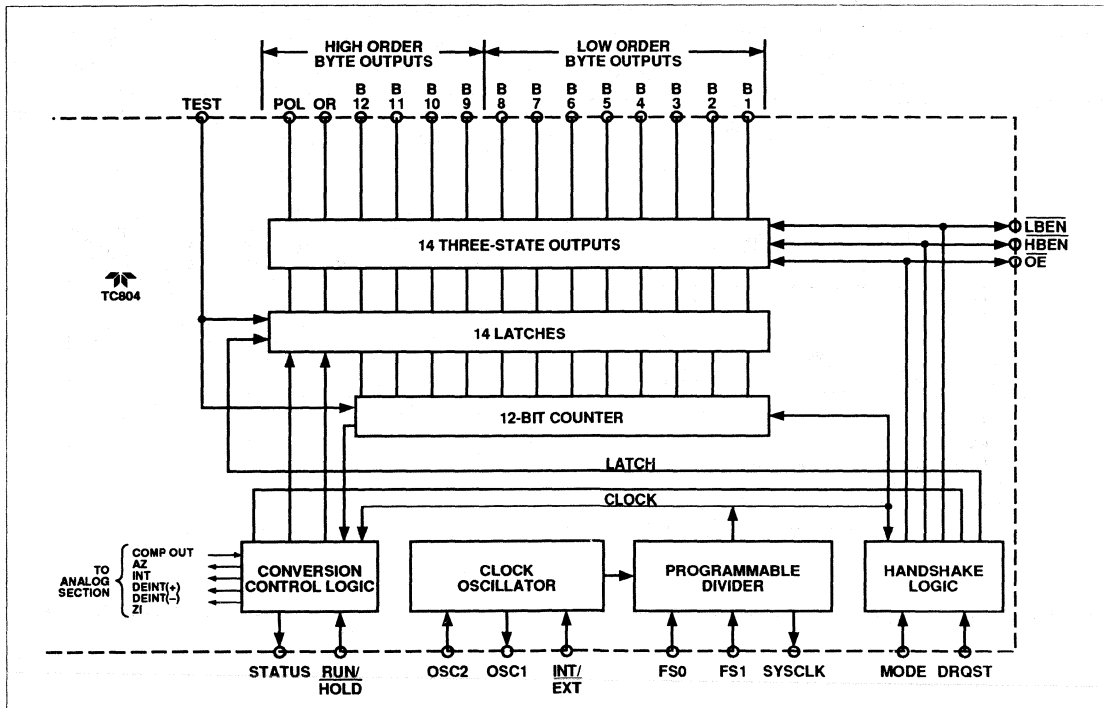 HIGH ORDER
BYTE OUTPUTS
LOW ORDER
BYTE OUTPUTS
TEST
POL
OR
B
12
B
11
B
10
B
9
B
8
B
7
B
6
B
5
B
4
B
3
B
2
B
1
14 THREE-STATE OUTPUTS
LBEN
HBEN
OE
TC804
14 LATCHES
12-BIT COUNTER
LATCH
CLOCK
TO
ANALOG
SECTION
COMP OUT
AZ
INT
DEINT(+)
DEINT(–)
ZI
CONVERSION
CONTROL LOGIC
CLOCK
OSCILLATOR
PROGRAMMABLE
DIVIDER
HANDSHAKE
LOGIC
STATUS
RUN/
HOLD
OSC2
OSC1
INT/
EXT
FS0
FS1
SYSCLK
MODE
DRQST